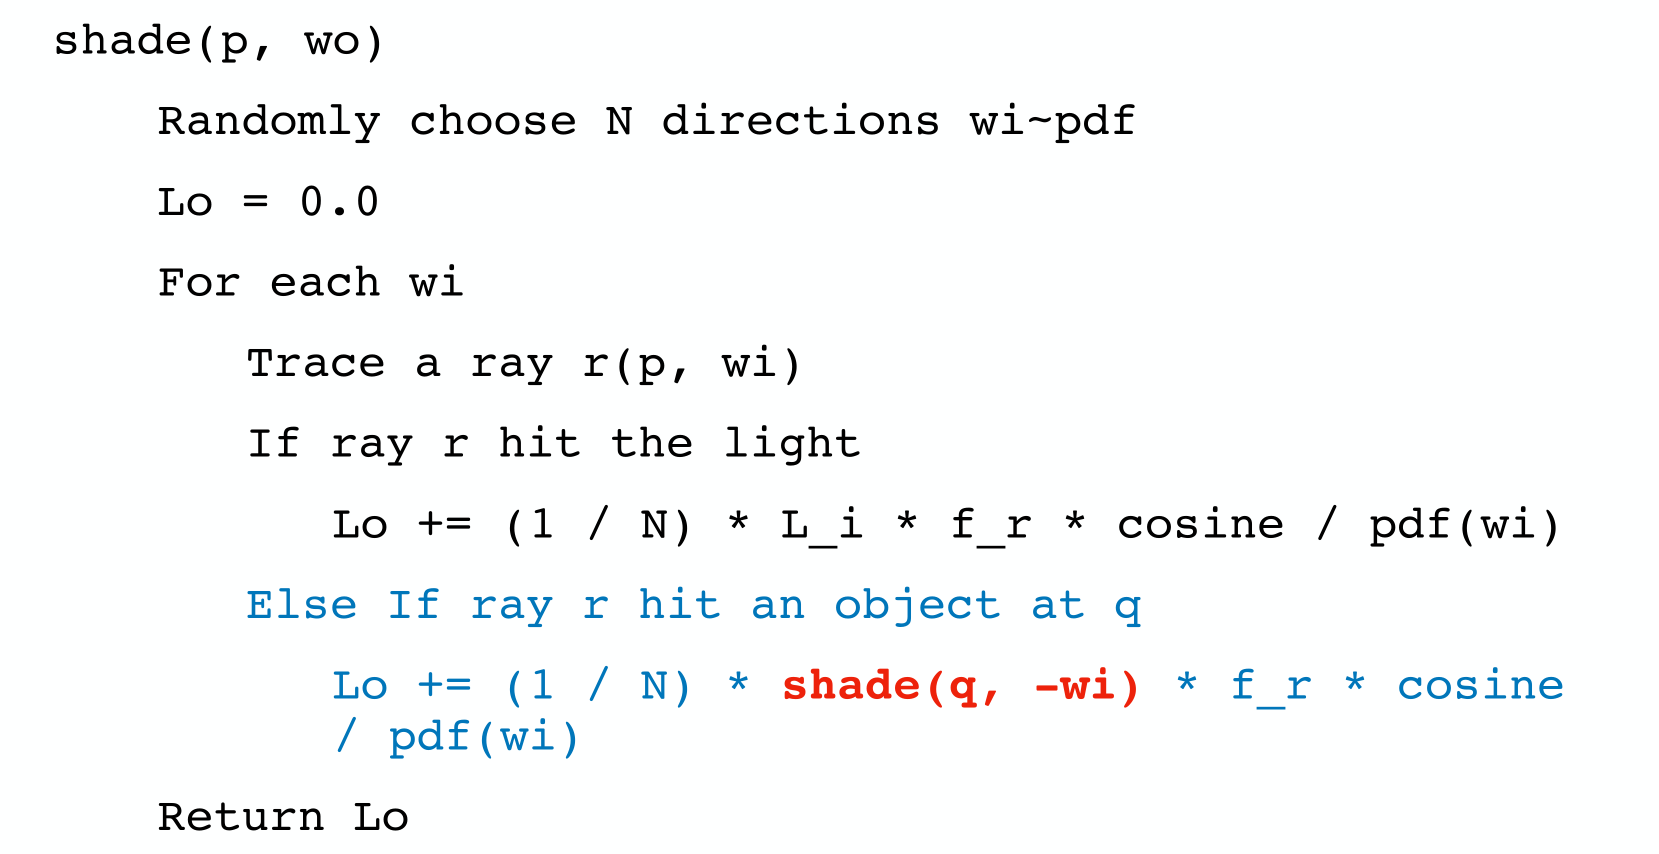 shade(p, wo)
Randomly choose N directions wi~pdf
Lo = 0.0
For each wi
Trace a ray r(p, wi)
If ray r hit the light
Lo += (1 / N) * L_i * f_r * cosine / pdf(wi)
Else If ray r hit an object at q
Lo += (1 / N) * shade(q, -wi) * f_r * cosine
/ pdf(wi)
Return Lo